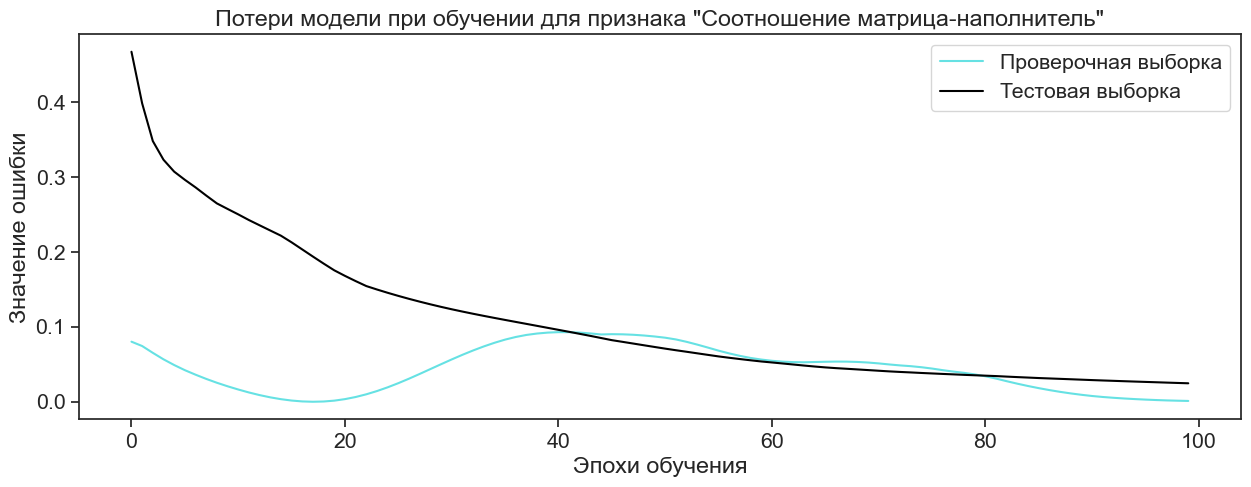 Потери модели при обучении для признака "Соотношение матрица-наполнитель"
Проверочная выборка
Тестовая выборка
Значение ошибки
0.4
0.3
0.2
0.1
0.0
0 20 40 60 80 100
Эпохи обучения